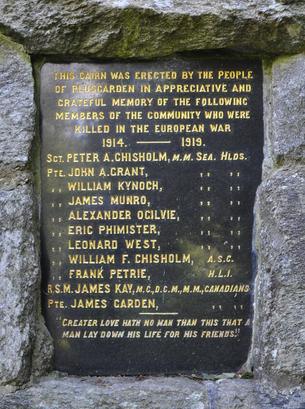 THIS CAIRN WAS ERECTED BY THE PEOPLE
OF PLUSCARDEN IN APPRECIATIVE AND
GRATEFUL MEMORY OF THE FOLLOWING
MEMBERS OF THE COMMUNITY WHO WERE
KILLED IN THE EUROPEAN WAR
1914. — 1919.
SGT. PETER A. CHISHOLM, M.M. SEA. HLDS.
PTE. JOHN A. GRANT, ,, ,,
,, WILLIAM KYNOCH, ,, ,,
,, JAMES MUNRO, ,, ,,
,, ALEXANDER OGILVIE, ,, ,,
,, ERIC PHIMISTER, ,, ,,
,, LEONARD WEST, ,, ,,
,, WILLIAM F. CHISHOLM, A.S.C.
,, FRANK PETRIE, H.L.I.
R.S.M. JAMES KAY, M.C., D.C.M., M.M., CANADIANS
PTE. JAMES GARDEN, ,, ,,
"GREATER LOVE HATH NO MAN THAN THIS THAT A
MAN LAY DOWN HIS LIFE FOR HIS FRIENDS."